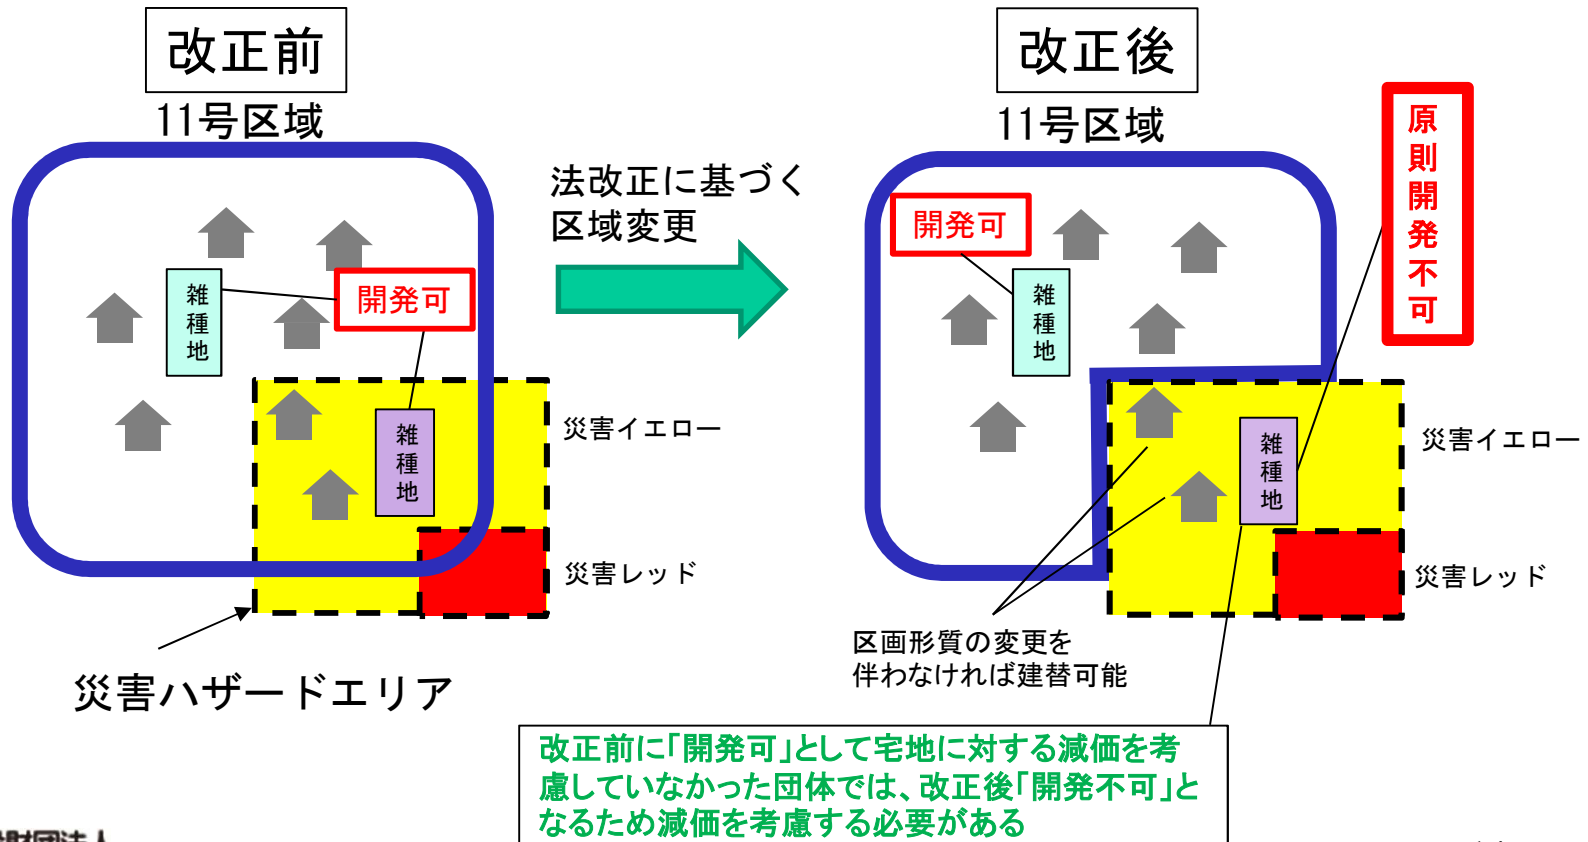 改正前
11号区域
開発可
雑種地
雑種地
災害イエロー
災害レッド
災害ハザードエリア
法改正に基づく
区域変更
改正後
11号区域
開発可
原則開発不可
雑種地
雑種地
災害イエロー
災害レッド
区画形質の変更を
伴わなければ建替可能
改正前に「開発可」として宅地に対する減価を考
慮していなかった団体では、改正後「開発不可」と
なるため減価を考慮する必要がある
財団法人